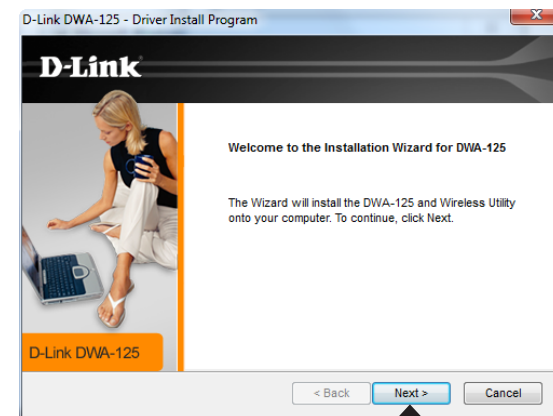 D-Link DWA-125 - Driver Install Program
D-Link
Welcome to the Installation Wizard for DWA-125
The Wizard will install the DWA-125 and Wireless Utility
onto your computer. To continue, click Next.
D-Link DWA-125
< Back Next > Cancel